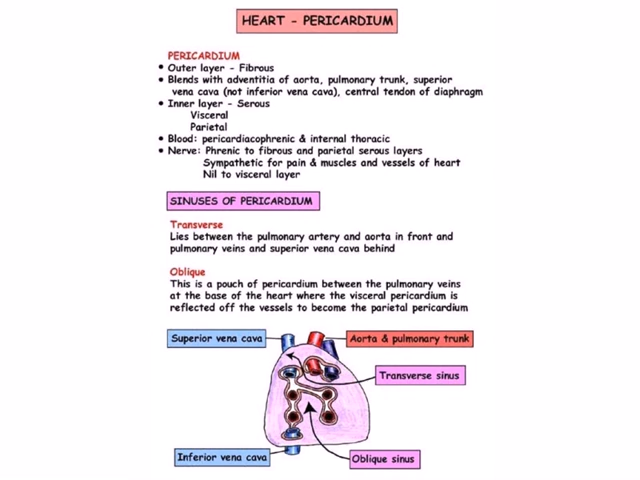 HEART - PERICARDIUM
PERICARDIUM
• Outer layer - Fibrous
• Blends with adventitia of aorta, pulmonary trunk, superior
vena cava (not inferior vena cava), central tendon of diaphragm
• Inner layer - Serous
Visceral
Parietal
• Blood: pericardiacophrenic & internal thoracic
• Nerve: Phrenic to fibrous and parietal serous layers
Sympathetic for pain & muscles and vessels of heart
Nil to visceral layer
SINUSES OF PERICARDIUM
Transverse
Lies between the pulmonary artery and aorta in front and
pulmonary veins and superior vena cava behind
Oblique
This is a pouch of pericardium between the pulmonary veins
at the base of the heart where the visceral pericardium is
reflected off the vessels to become the parietal pericardium
Superior vena cava
Aorta & pulmonary trunk
Transverse sinus
Inferior vena cava
Oblique sinus